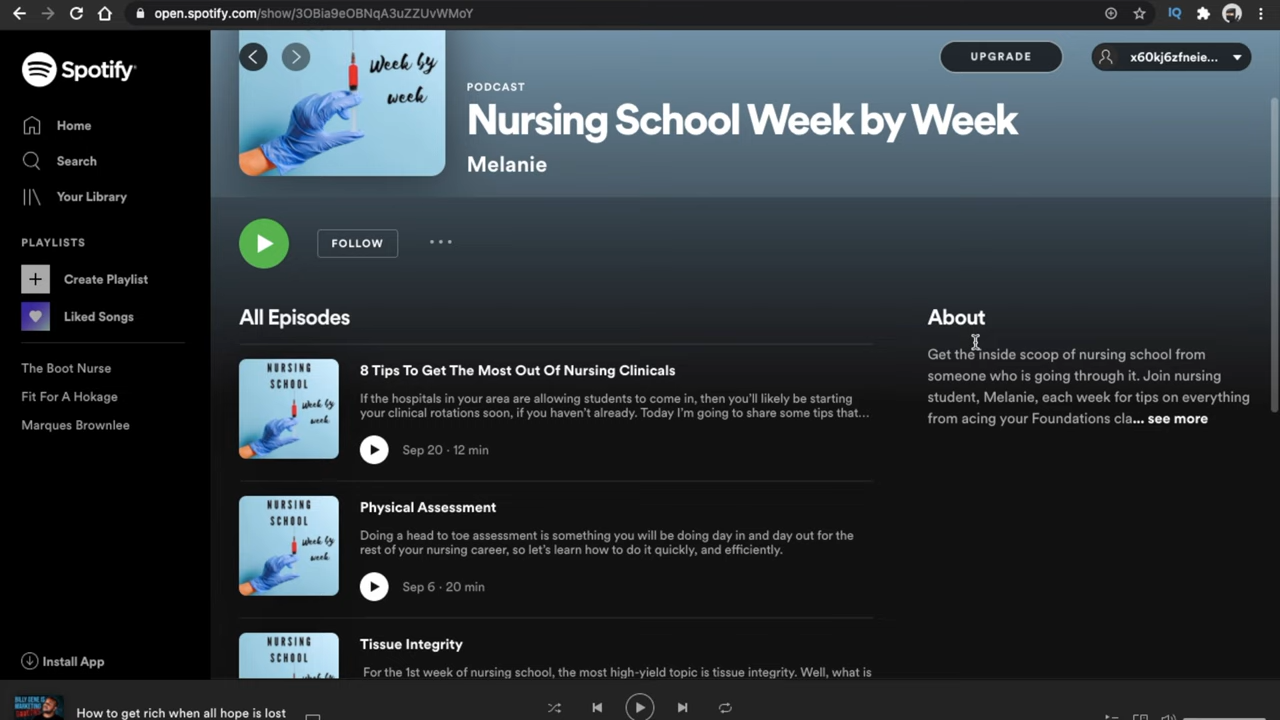 open.spotify.com/show/3OBia9eOBNqA3uZZUvWMoY
IQ
Spotify
Home
Search
Your Library
PLAYLISTS
Create Playlist
Liked Songs
The Boot Nurse
Fit For A Hokage
Marques Brownlee
Install App
Week by
week
UPGRADE
x60kj6zfneie...
PODCAST
Nursing School Week by Week
Melanie
FOLLOW
All Episodes
NURSING
SCHOOL
Week by
week
8 Tips To Get The Most Out Of Nursing Clinicals
If the hospitals in your area are allowing students to come in, then you'll likely be starting
your clinical rotations soon, if you haven't already. Today I'm going to share some tips that...
Sep 20 · 12 min
NURSING
SCHOOL
Week by
week
Physical Assessment
Doing a head to toe assessment is something you will be doing day in and day out for the
rest of your nursing career, so let's learn how to do it quickly, and efficiently.
Sep 6 · 20 min
NURSING
SCHOOL
Tissue Integrity
For the 1st week of nursing school, the most high-yield topic is tissue integrity. Well, what is
About
Get the inside scoop of nursing school from
someone who is going through it. Join nursing
student, Melanie, each week for tips on everything
from acing your Foundations cla... see more
How to get rich when all hope is lost